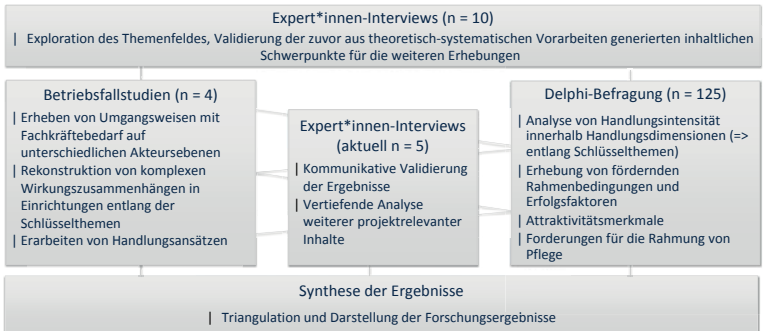 Expert*innen-Interviews (n = 10)
| Exploration des Themenfeldes, Validierung der zuvor aus theoretisch-systematischen Vorarbeiten generierten inhaltlichen
Schwerpunkte für die weiteren Erhebungen
Betriebsfallstudien (n = 4)
| Erheben von Umgangsweisen mit
Fachkräftebedarf auf
unterschiedlichen Akteursebenen
| Rekonstruktion von komplexen
Wirkungszusammenhängen in
Einrichtungen entlang der
Schlüsselthemen
| Erarbeiten von Handlungsansätzen
Expert*innen-Interviews
(aktuell n = 5)
| Kommunikative Validierung
der Ergebnisse
| Vertiefende Analyse
weiterer projektrelevanter
Inhalte
Delphi-Befragung (n = 125)
| Analyse von Handlungsintensität
innerhalb Handlungsdimensionen (=>
entlang Schlüsselthemen)
| Erhebung von fördernden
Rahmenbedingungen und
Erfolgsfaktoren
| Attraktivitätsmerkmale
| Forderungen für die Rahmung von
Pflege
Synthese der Ergebnisse
| Triangulation und Darstellung der Forschungsergebnisse